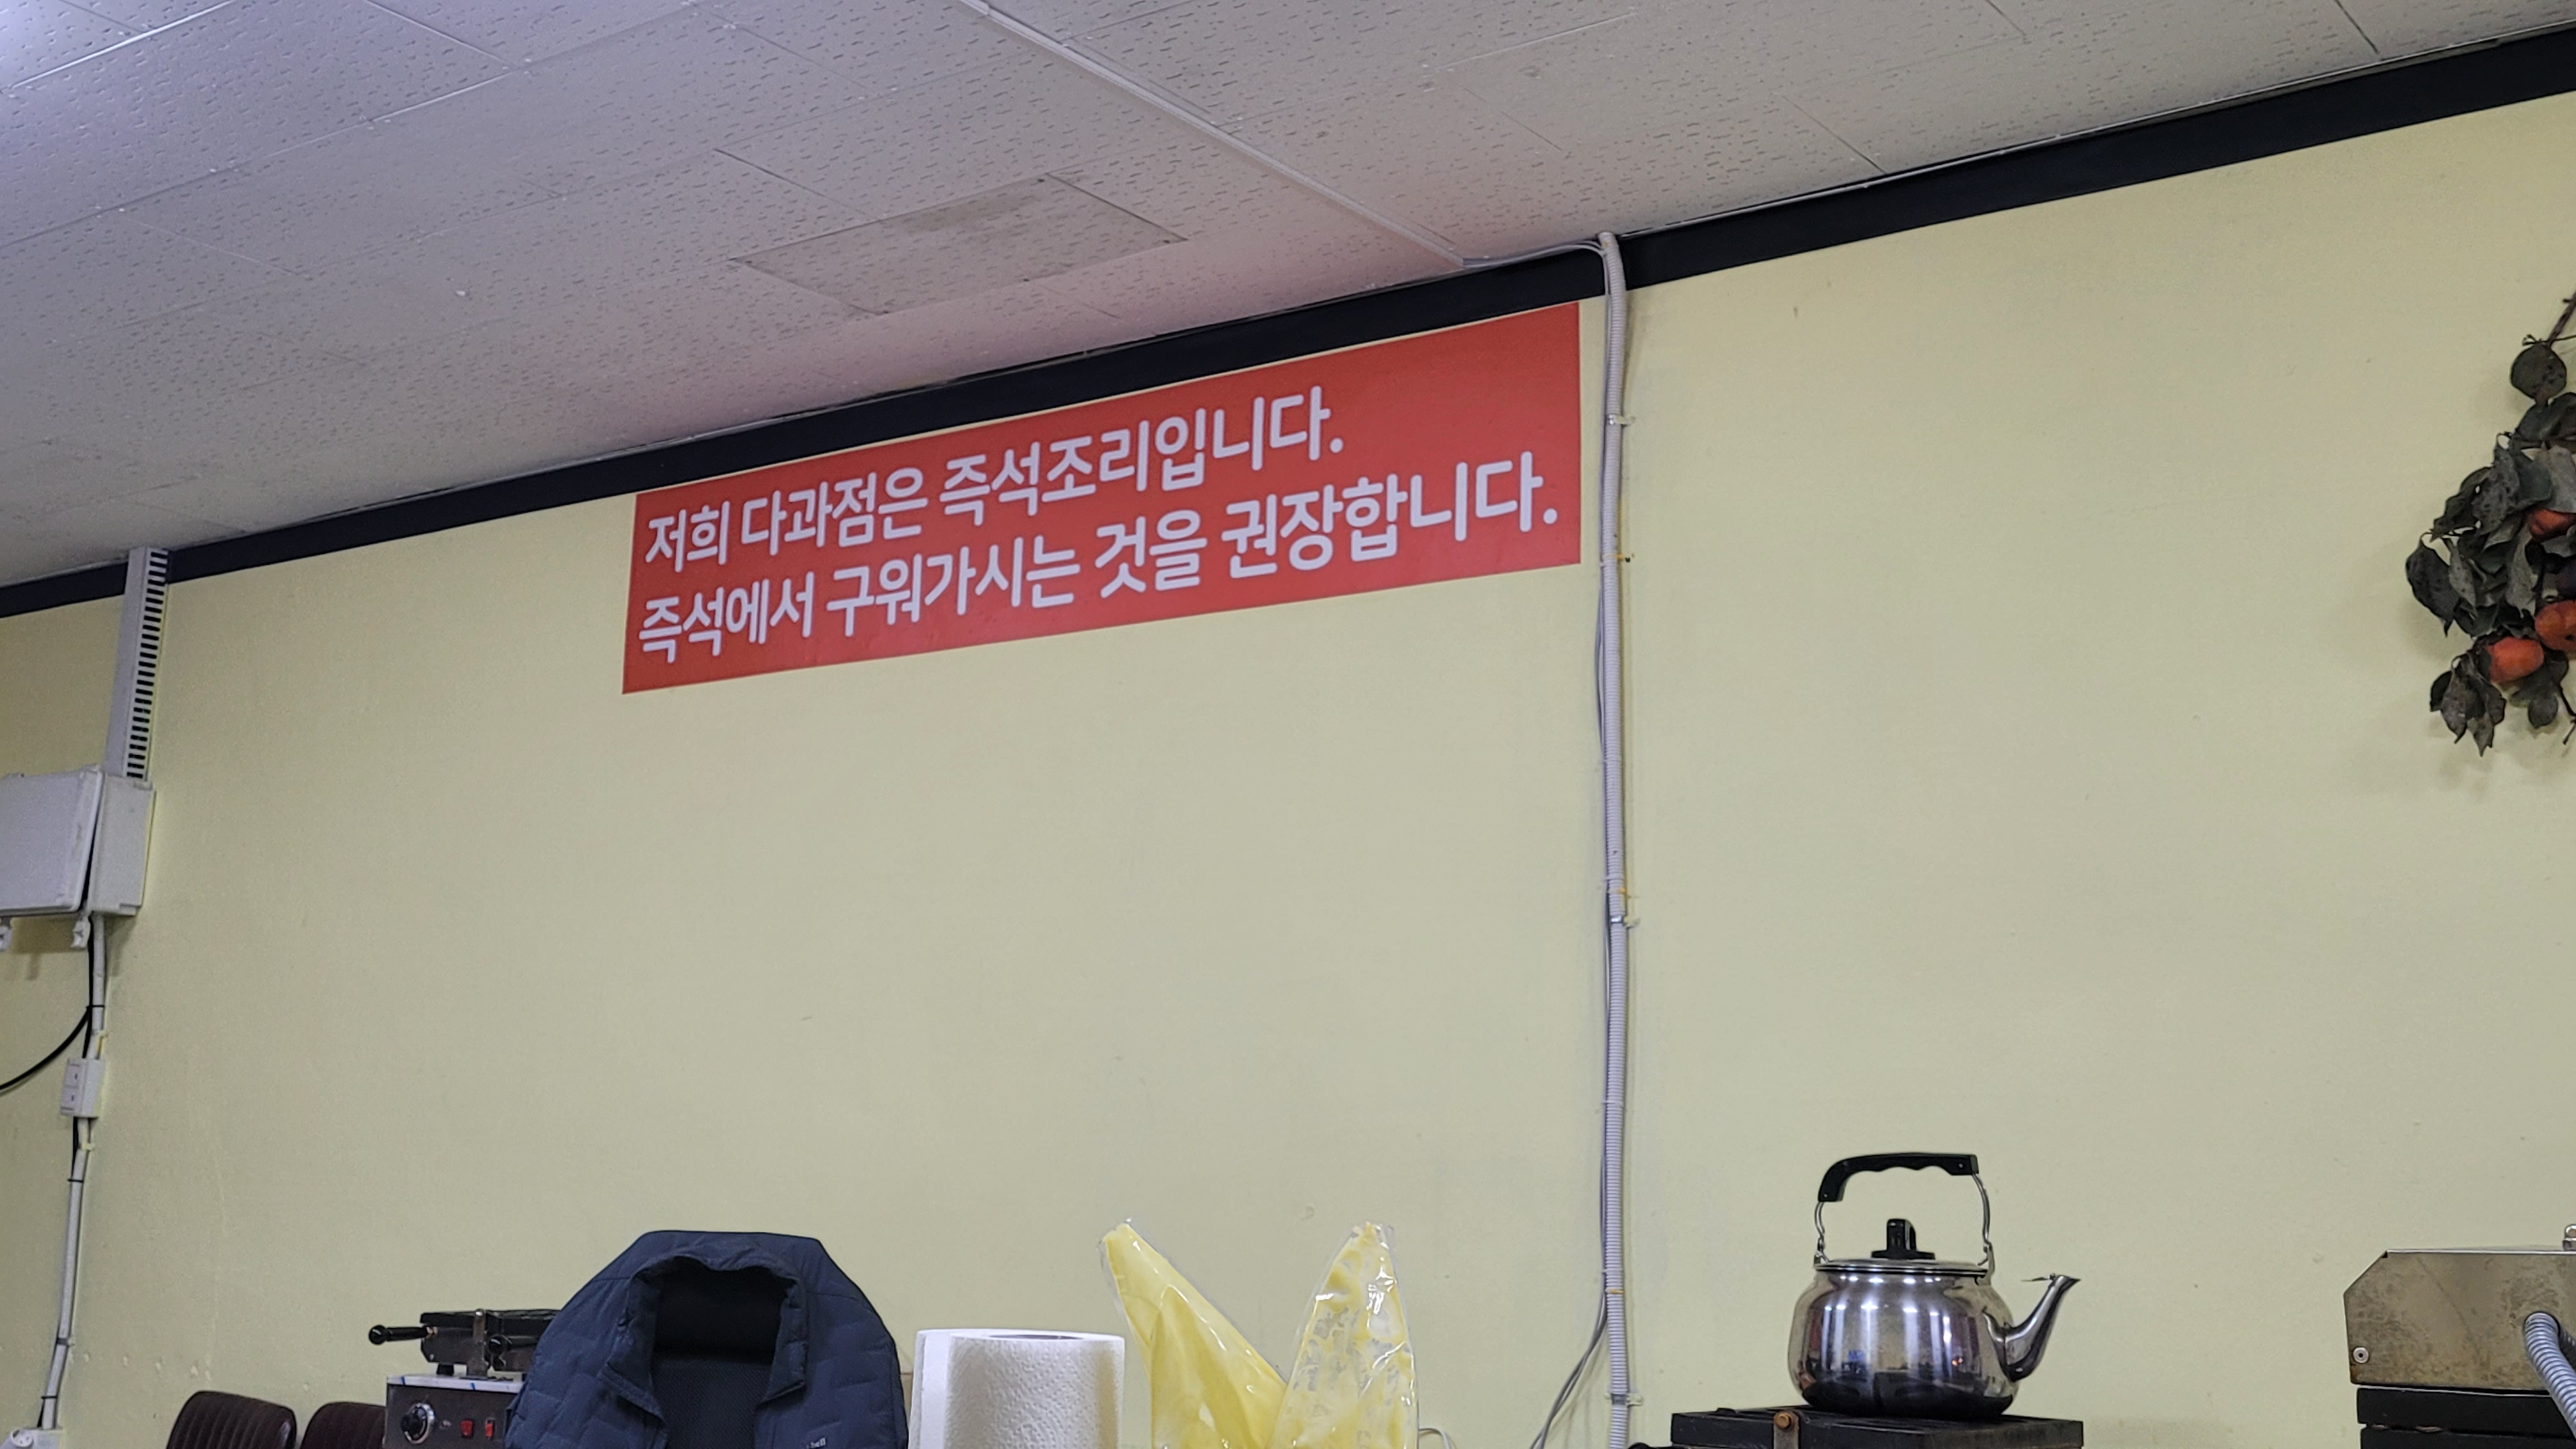 저희 다과점은 즉석조리입니다.
즉석에서 구워가시는 것을 권장합니다.